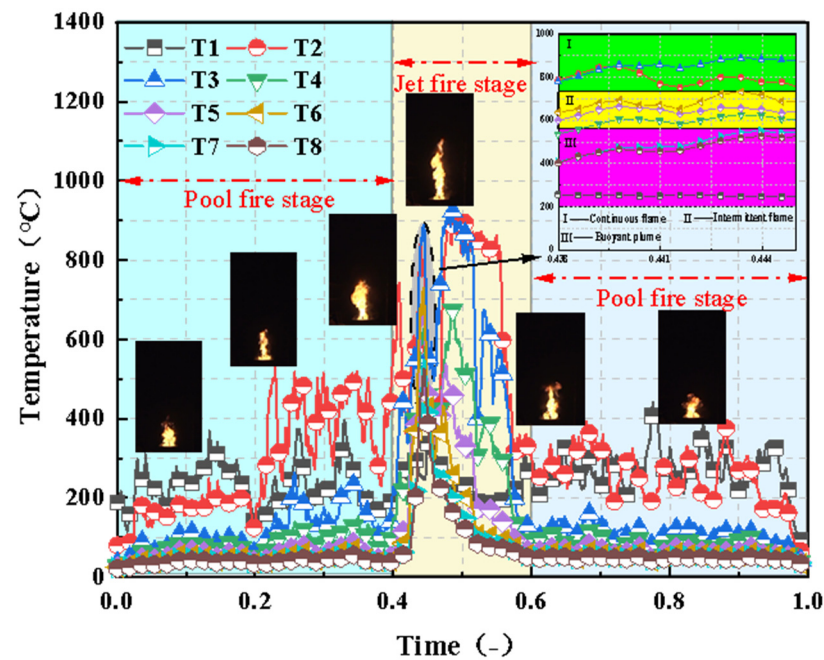 1400
1200
1000
800
600
400
200
0
Temperature (°C)
T1 T2
T3 T4
T5 T6
T7 T8
Pool fire stage
Jet fire stage
Pool fire stage
1000
800
600
400
200
I
II
III
I Continuous flame II Intermittent flame
III Buoyant plume
0.438 0.441 0.444
0.0 0.2 0.4 0.6 0.8 1.0
Time (-)